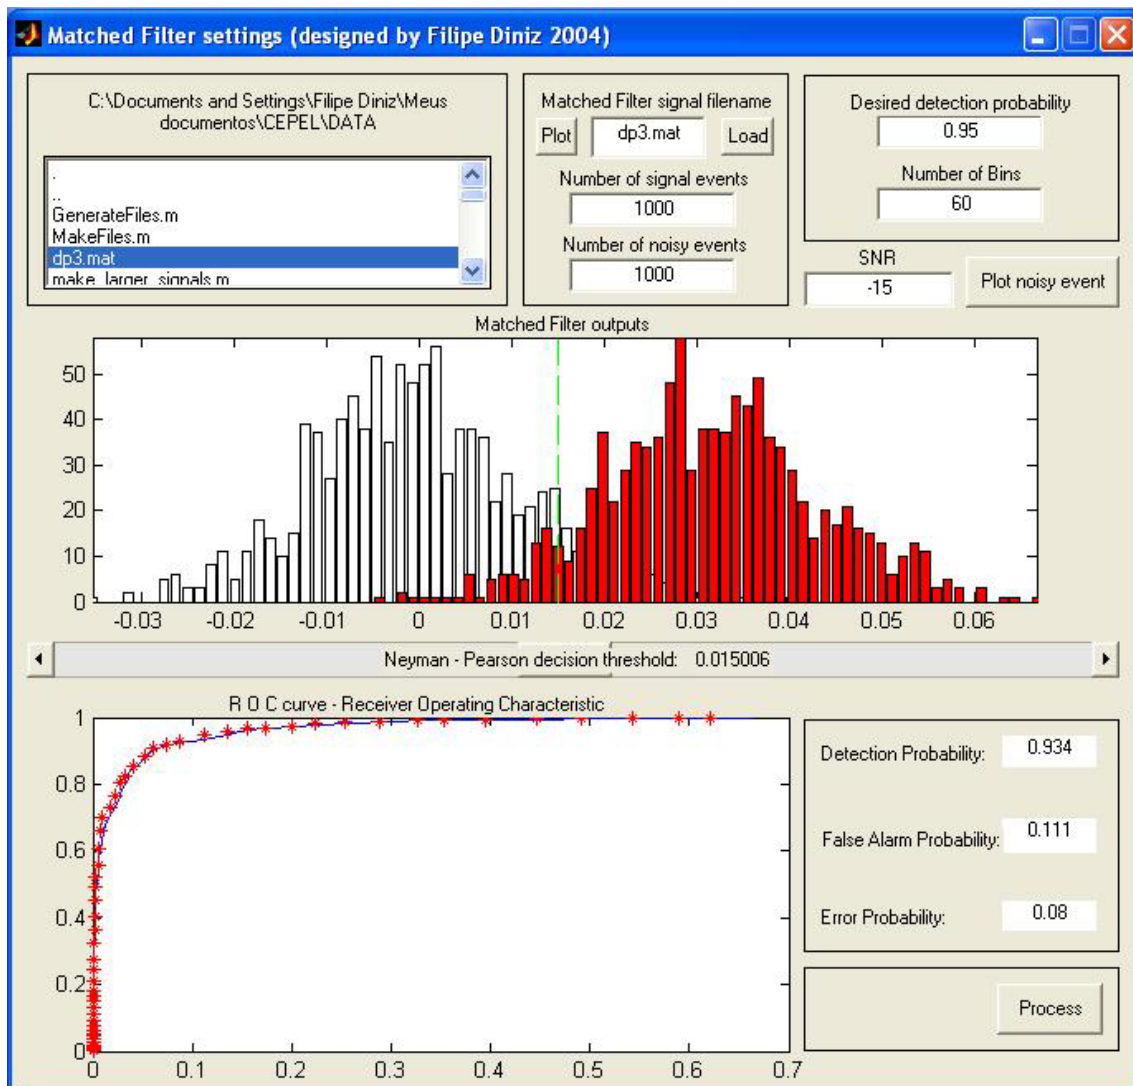 Matched Filter settings (designed by Filipe Diniz 2004)
C:\Documents and Settings\Filipe Diniz\Meus
documentos\CEPEL\DATA
.
..
GenerateFiles.m
MakeFiles.m
dp3.mat
make_larger_signals.m
Matched Filter signal filename
Plot
dp3.mat
Load
Number of signal events
1000
Number of noisy events
1000
Desired detection probability
0.95
Number of Bins
60
SNR
-15
Plot noisy event
Matched Filter outputs
50
40
30
20
10
0
-0.03 -0.02 -0.01 0 0.01 0.02 0.03 0.04 0.05 0.06
Neyman - Pearson decision threshold: 0.015006
R O C curve - Receiver Operating Characteristic
1
0.8
0.6
0.4
0.2
0
0 0.1 0.2 0.3 0.4 0.5 0.6 0.7
Detection Probability: 0.934
False Alarm Probability: 0.111
Error Probability: 0.08
Process